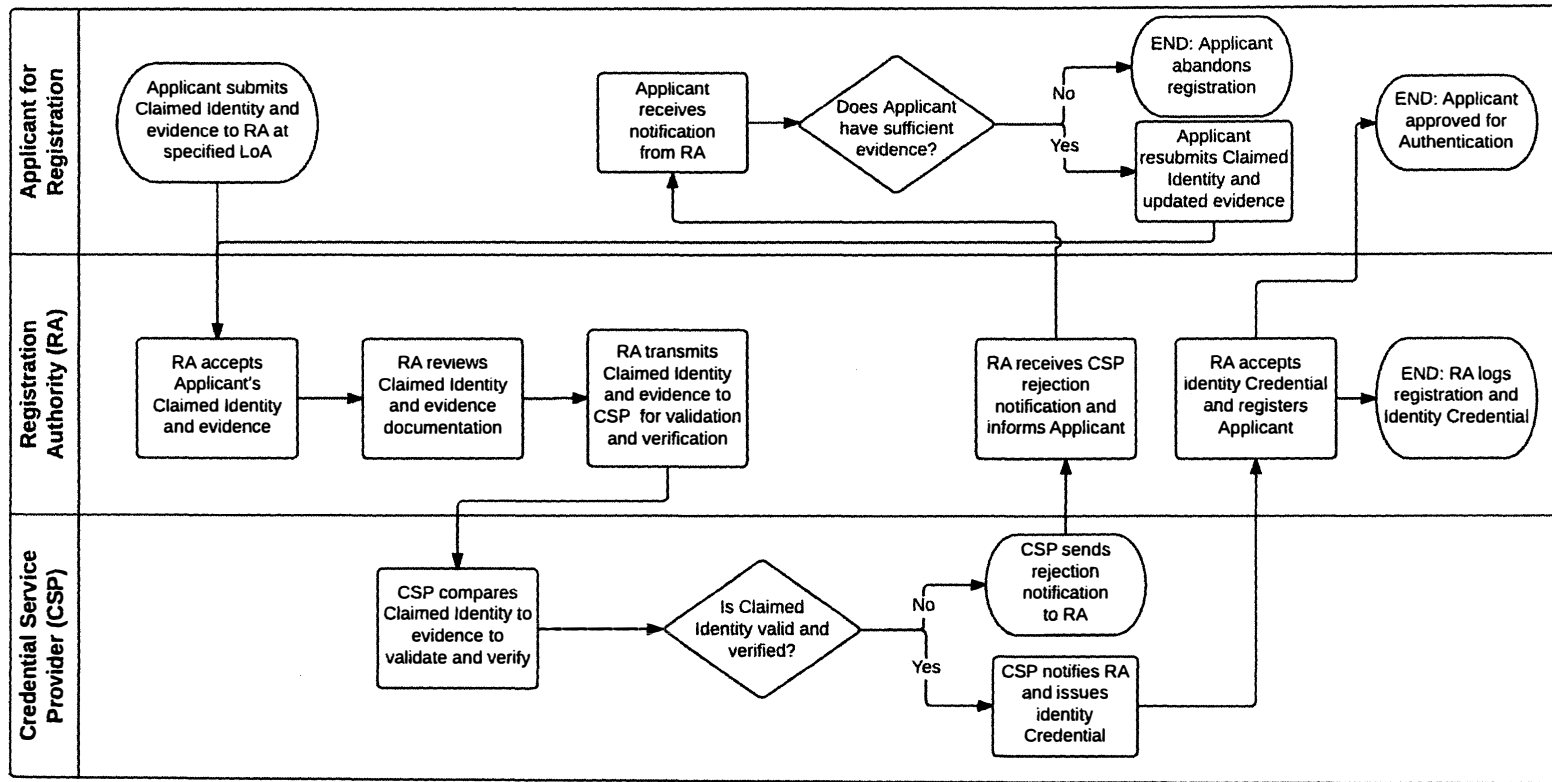 Applicant for
Registration
Applicant submits
Claimed Identity and
evidence to RA at
specified LoA
Applicant
receives
notification
from RA
Does Applicant
have sufficient
evidence?
No
Yes
END: Applicant
abandons
registration
Applicant
resubmits Claimed
Identity and
updated evidence
END: Applicant
approved for
Authentication
Registration
Authority (RA)
RA accepts
Applicant's
Claimed Identity
and evidence
RA reviews
Claimed Identity
and evidence
documentation
RA transmits
Claimed Identity
and evidence to
CSP for validation
and verification
RA receives CSP
rejection
notification and
informs Applicant
RA accepts
identity Credential
and registers
Applicant
END: RA logs
registration and
Identity Credential
Credential Service
Provider (CSP)
CSP compares
Claimed Identity to
evidence to
validate and verify
Is Claimed
Identity valid and
verified?
No
Yes
CSP sends
rejection
notification
to RA
CSP notifies RA
and issues
identity
Credential